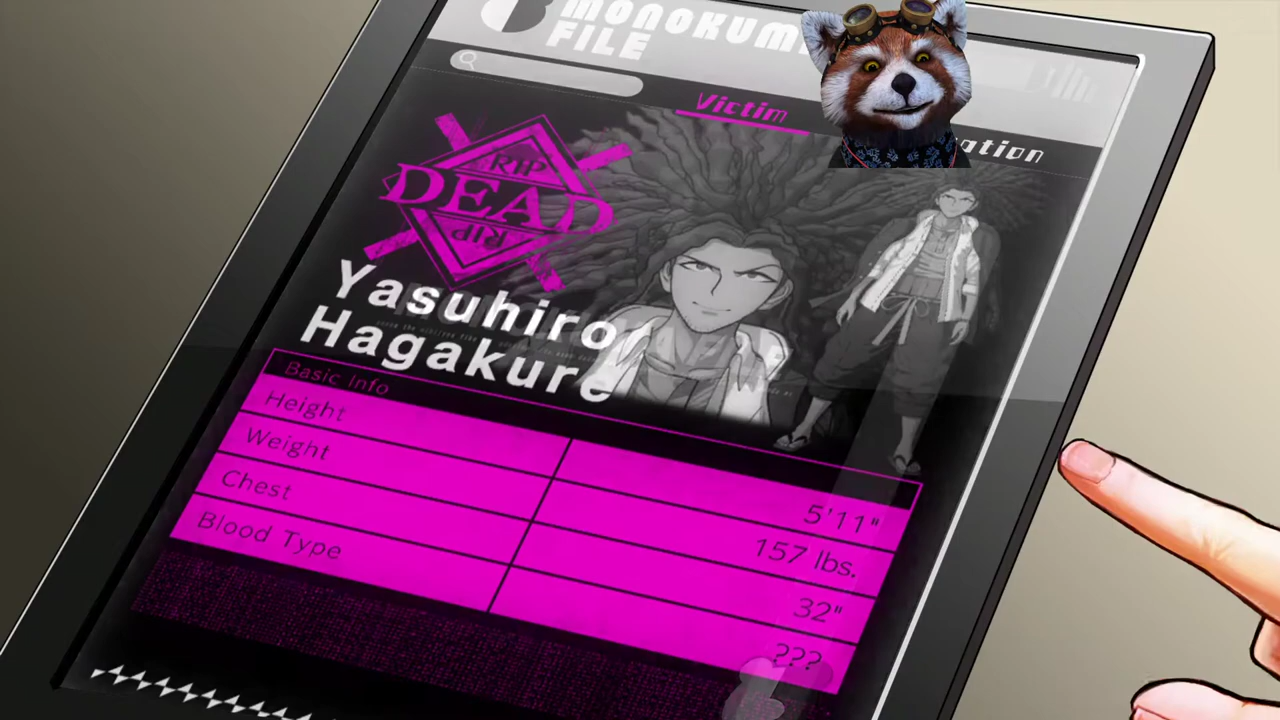 MONOKUM
FILE
Victim
ation
RIP
DEAD
RIP
Yasuhiro
Hagakure
Basic Info
Height
5'11"
Weight
157 lbs.
Chest
32"
Blood Type
???